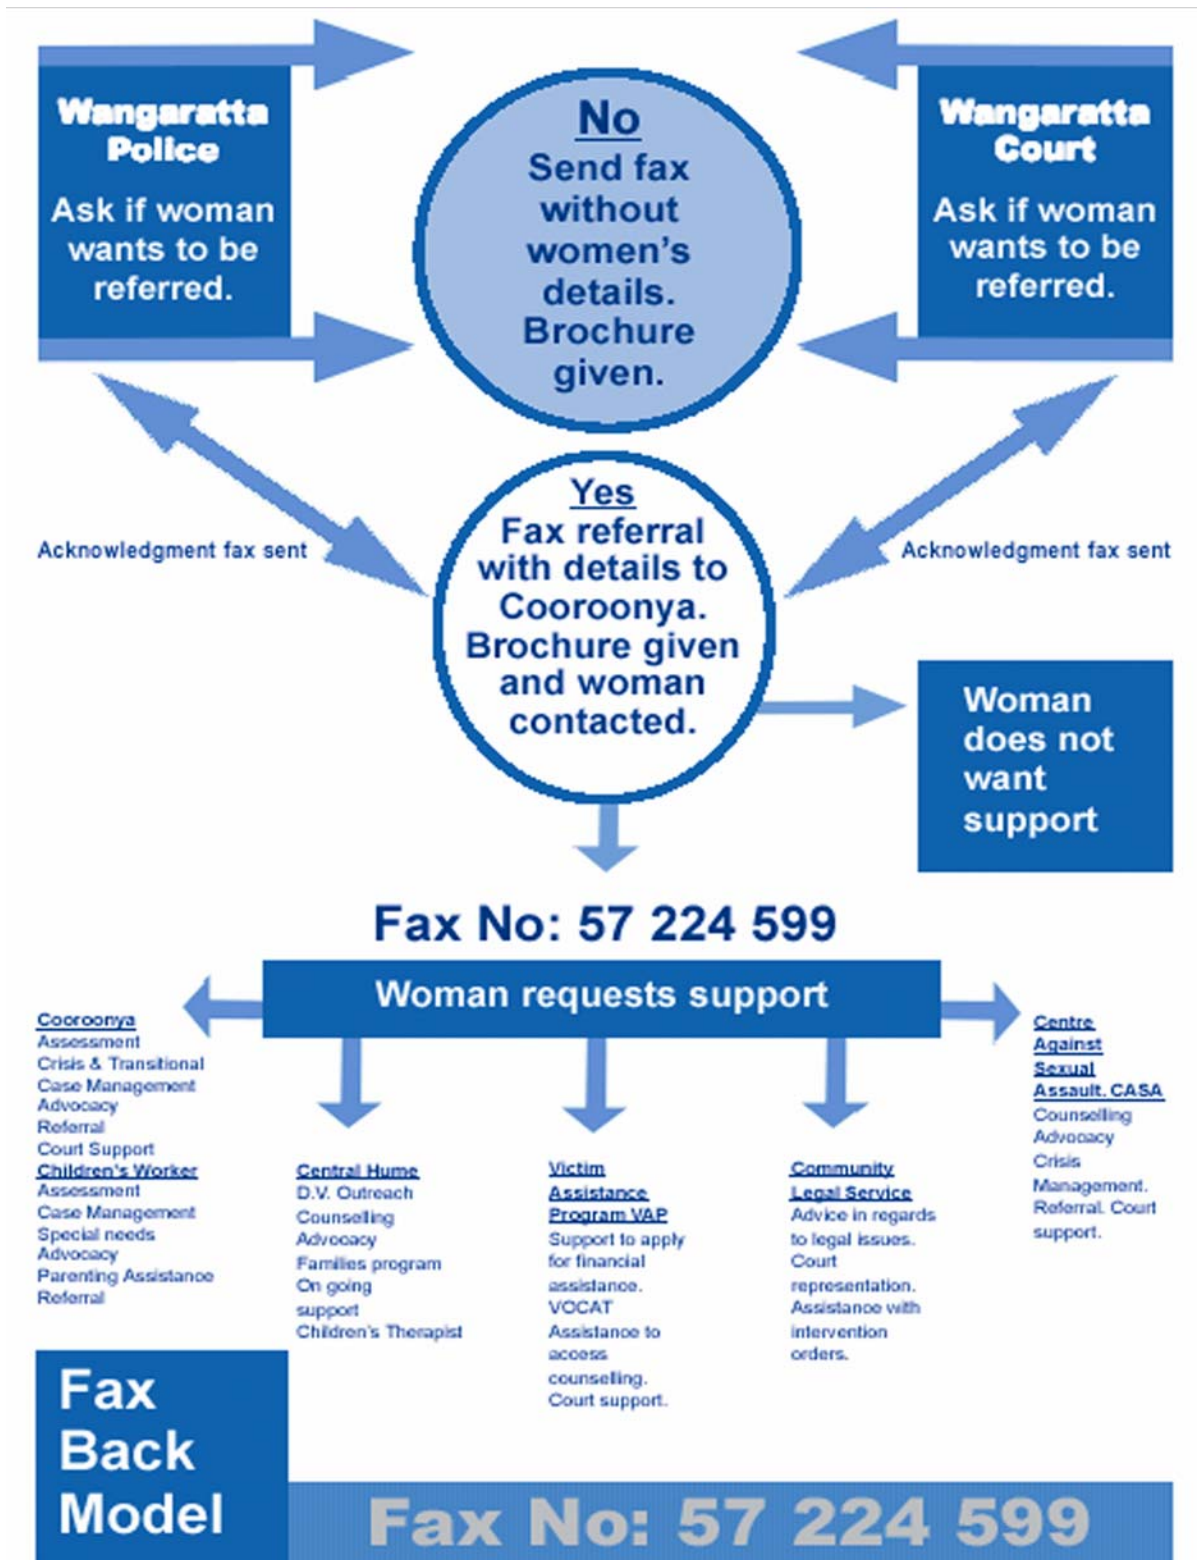 Wangaratta
Police
Ask if woman
wants to be
referred.
No
Send fax
without
women's
details.
Brochure
given.
Wangaratta
Court
Ask if woman
wants to be
referred.
Acknowledgment fax sent
Yes
Fax referral
with details to
Cooroonya.
Brochure given
and woman
contacted.
Acknowledgment fax sent
Woman
does not
want
support
Fax No: 57 224 599
Woman requests support
Cooroonya
Assessment
Crisis & Transitional
Case Management
Advocacy
Referral
Court Support
Children's Worker
Assessment
Case Management
Special needs
Advocacy
Parenting Assistance
Referral
Central Hume
D.V. Outreach
Counselling
Advocacy
Families program
On going
support
Children's Therapist
Victim
Assistance
Program VAP
Support to apply
for financial
assistance.
VOCAT
Assistance to
access
counselling.
Court support.
Community
Legal Service
Advice in regards
to legal issues.
Court
representation.
Assistance with
intervention
orders.
Centre
Against
Sexual
Assault. CASA
Counselling
Advocacy
Crisis
Management.
Referral. Court
support.
Fax
Back
Model
Fax No: 57 224 599